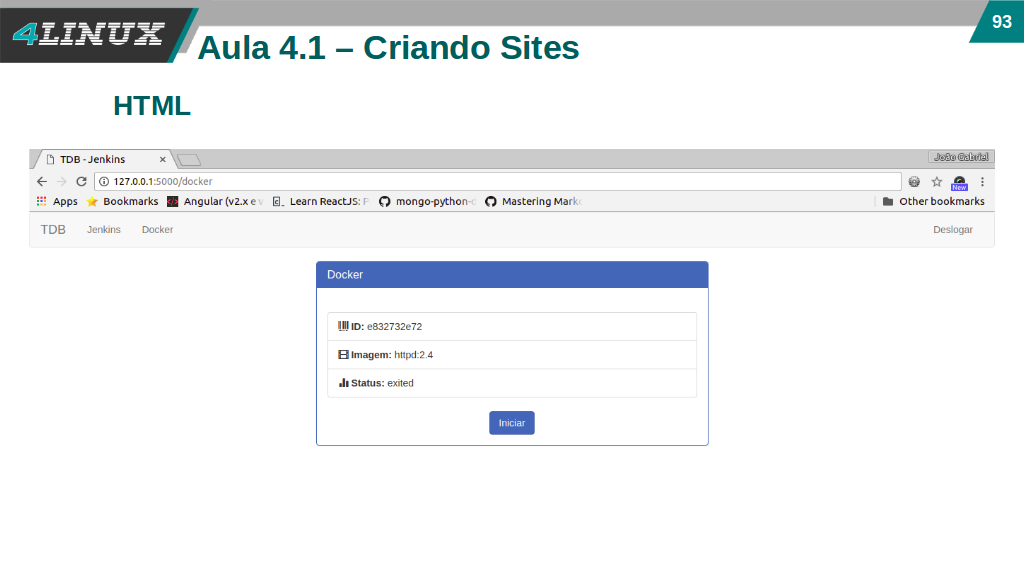 4LINUX
93
Aula 4.1 – Criando Sites
HTML
TDB - Jenkins
João Gabriel
127.0.0.1:5000/docker
Apps Bookmarks Angular (v2.x e v Learn ReactJS: P mongo-python- Mastering Mark Other bookmarks
New
TDB Jenkins Docker Deslogar
Docker
ID: e832732e72
Imagem: httpd:2.4
Status: exited
Iniciar